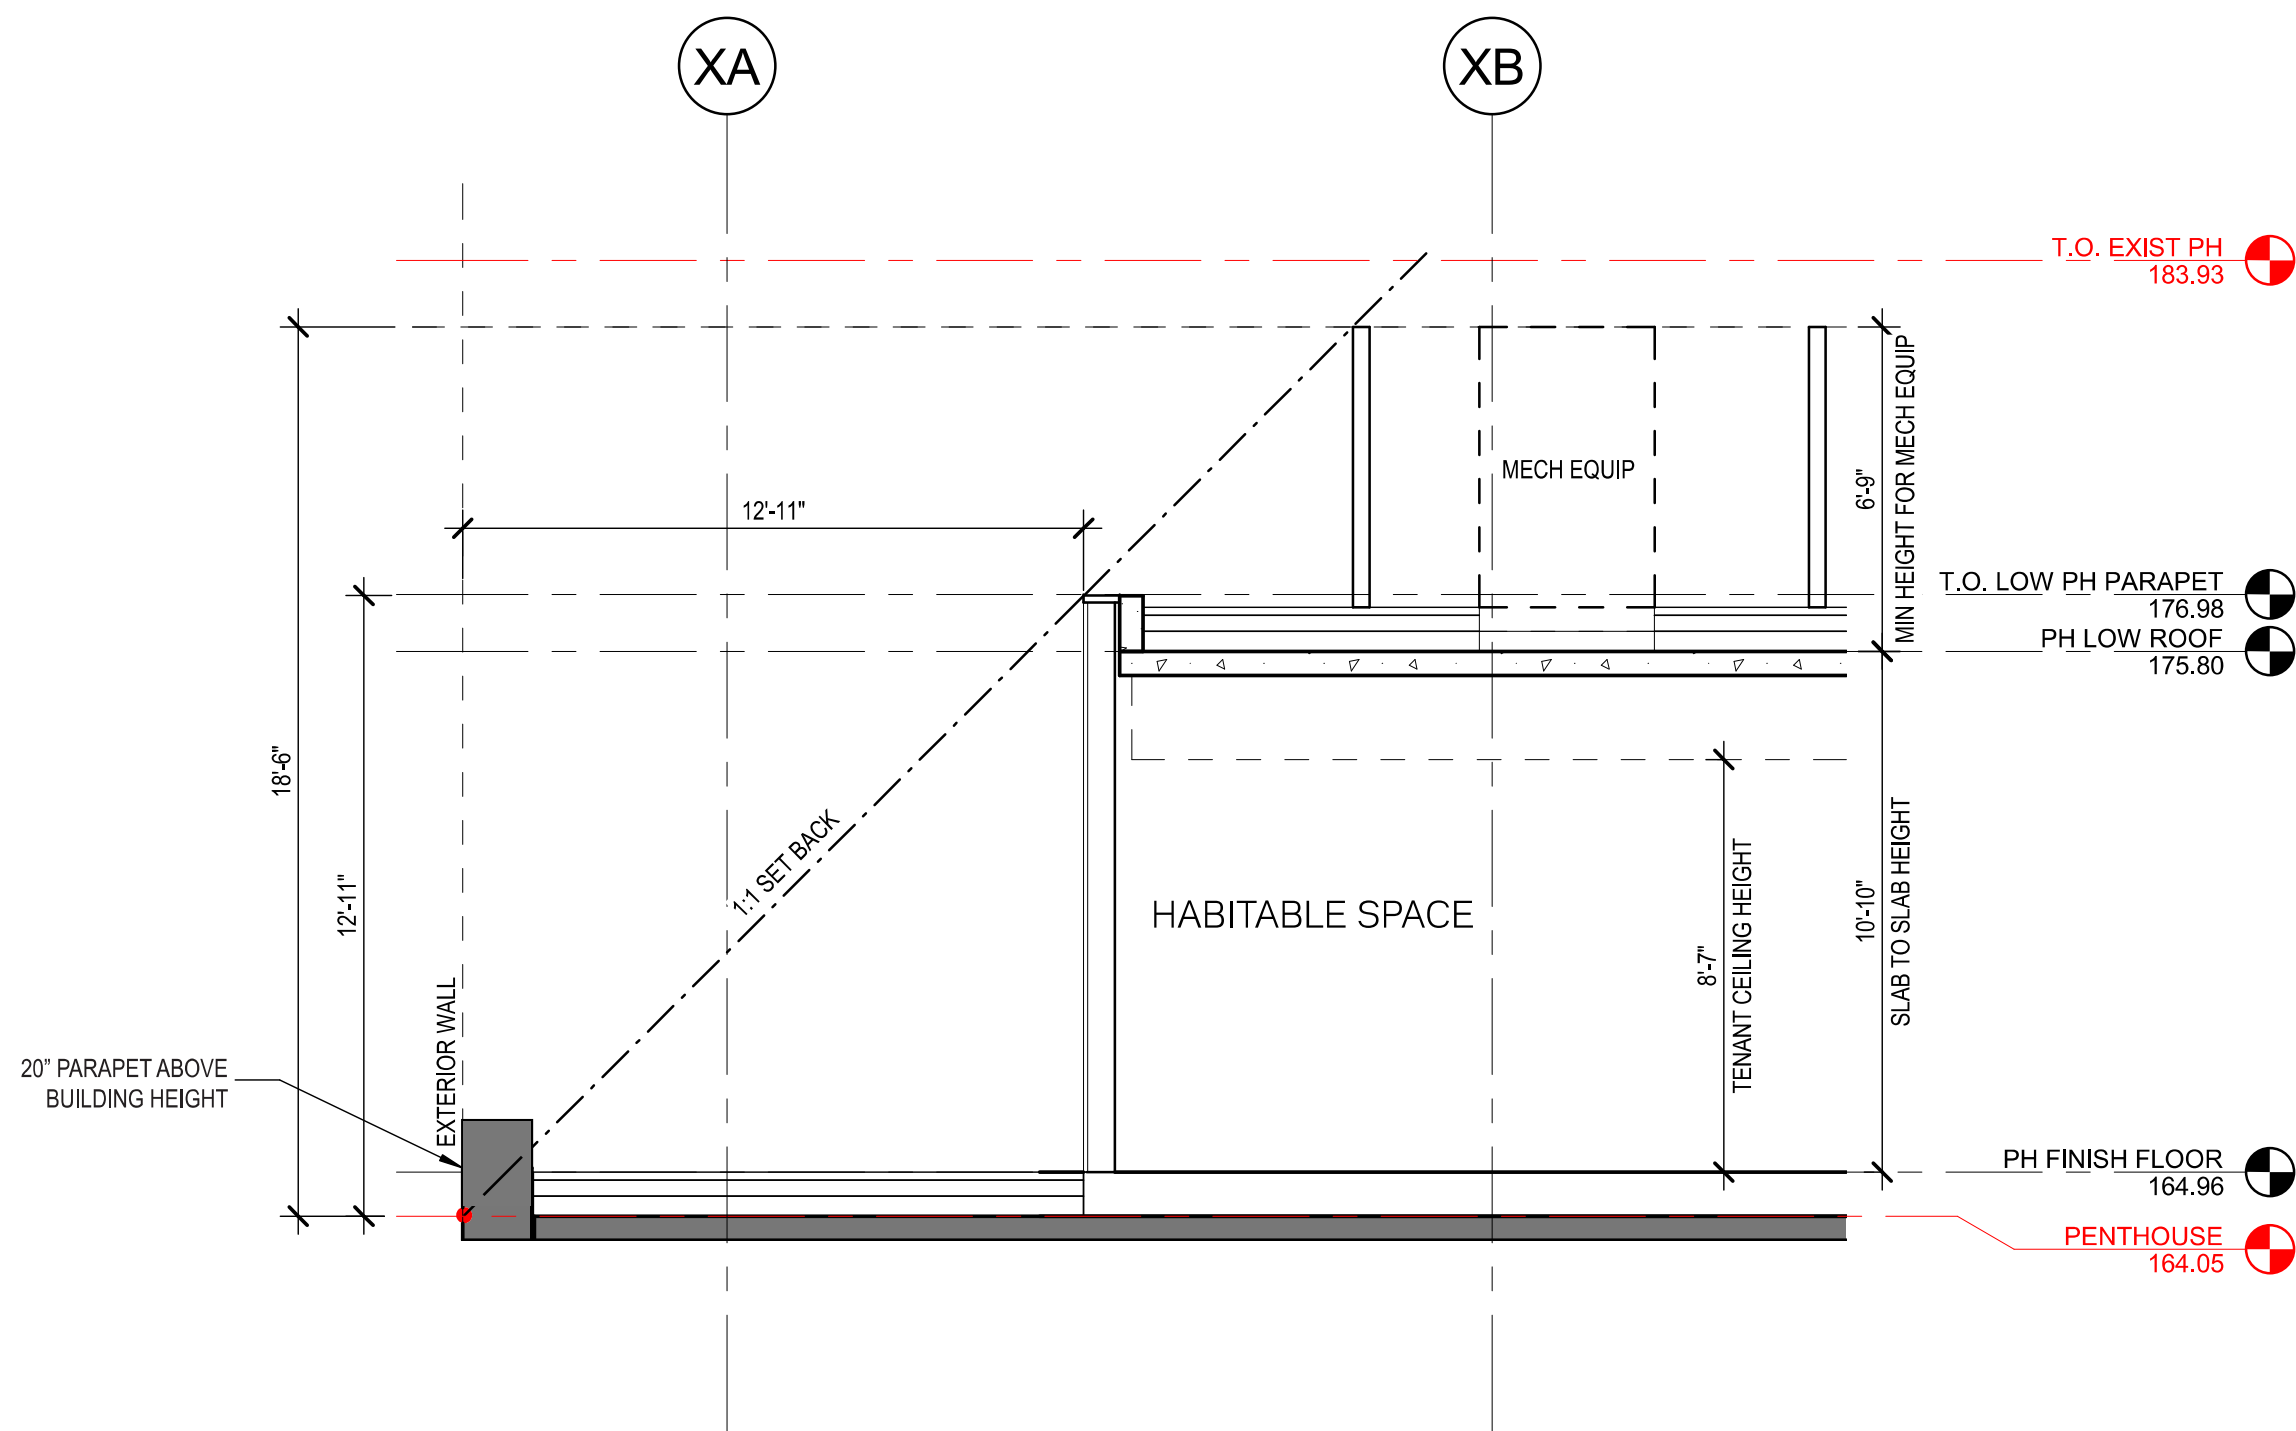 XA
XB
T.O. EXIST PH
183.93
MIN HEIGHT FOR MECH EQUIP
6'-9"
MECH EQUIP
12'-11"
T.O. LOW PH PARAPET
176.98
PH LOW ROOF
175.80
18'-6"
12'-11"
1:1 SET BACK
HABITABLE SPACE
8'-7"
TENANT CEILING HEIGHT
10'-10"
SLAB TO SLAB HEIGHT
EXTERIOR WALL
20” PARAPET ABOVE
BUILDING HEIGHT
PH FINISH FLOOR
164.96
PENTHOUSE
164.05